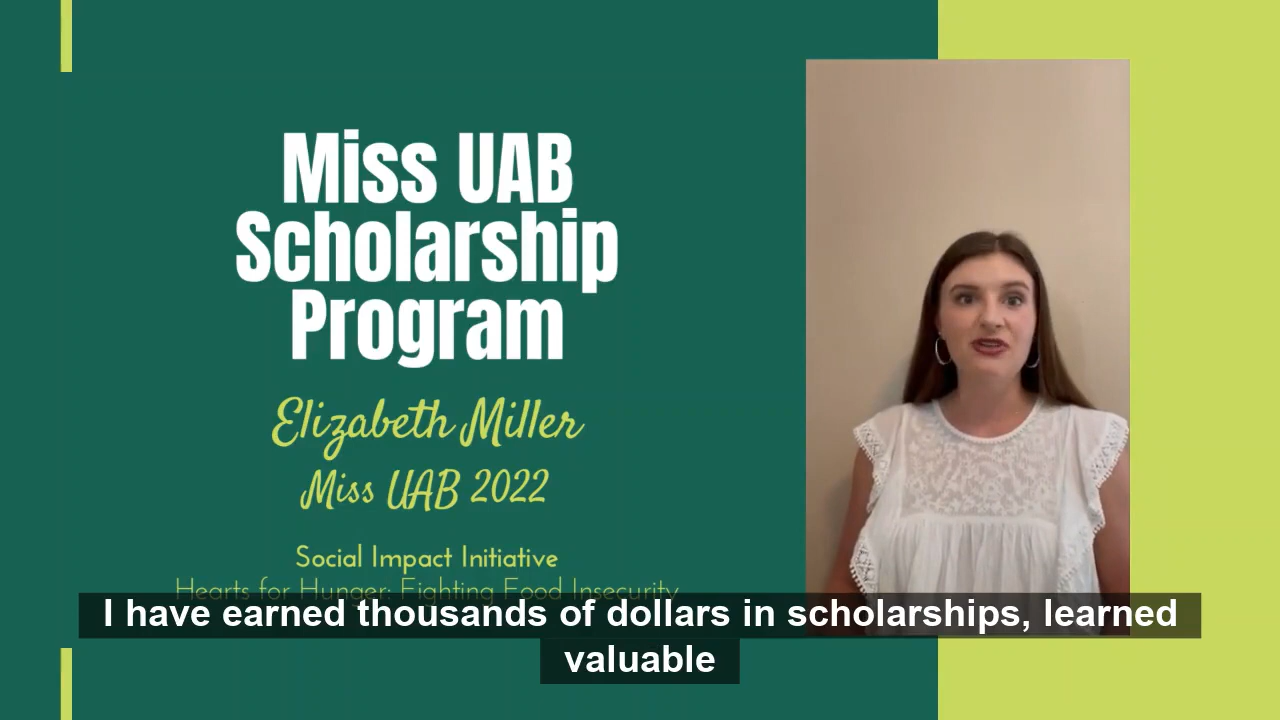 Miss UAB
Scholarship
Program
Elizabeth Miller
Miss UAB 2022
Social Impact Initiative
Hearts for Hunger: Fighting Food Insecurity
I have earned thousands of dollars in scholarships, learned
valuable